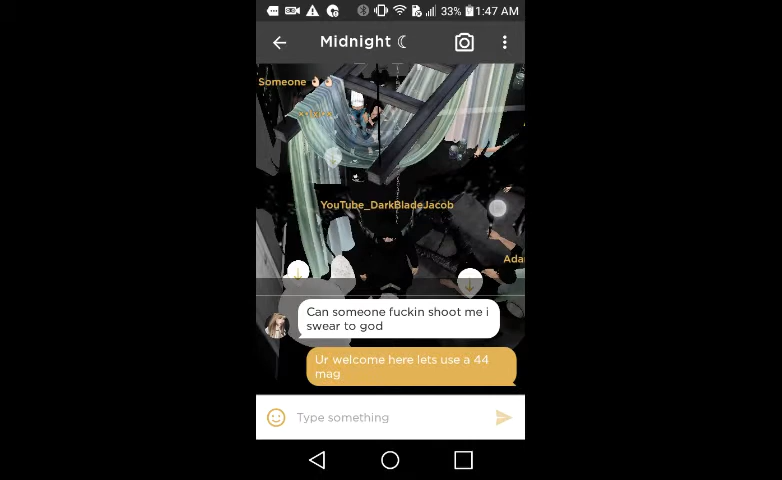 33% 1:47 AM
Midnight ☾
Someone
YouTube_DarkBladeJacob
Ada
Can someone fuckin shoot me i
swear to god
Ur welcome here lets use a 44
mag
Type something